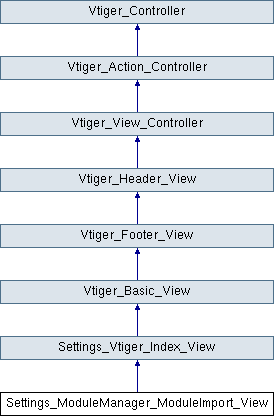 Vtiger_Controller
Vtiger_Action_Controller
Vtiger_View_Controller
Vtiger_Header_View
Vtiger_Footer_View
Vtiger_Basic_View
Settings_Vtiger_Index_View
Settings_ModuleManager_ModuleImport_View